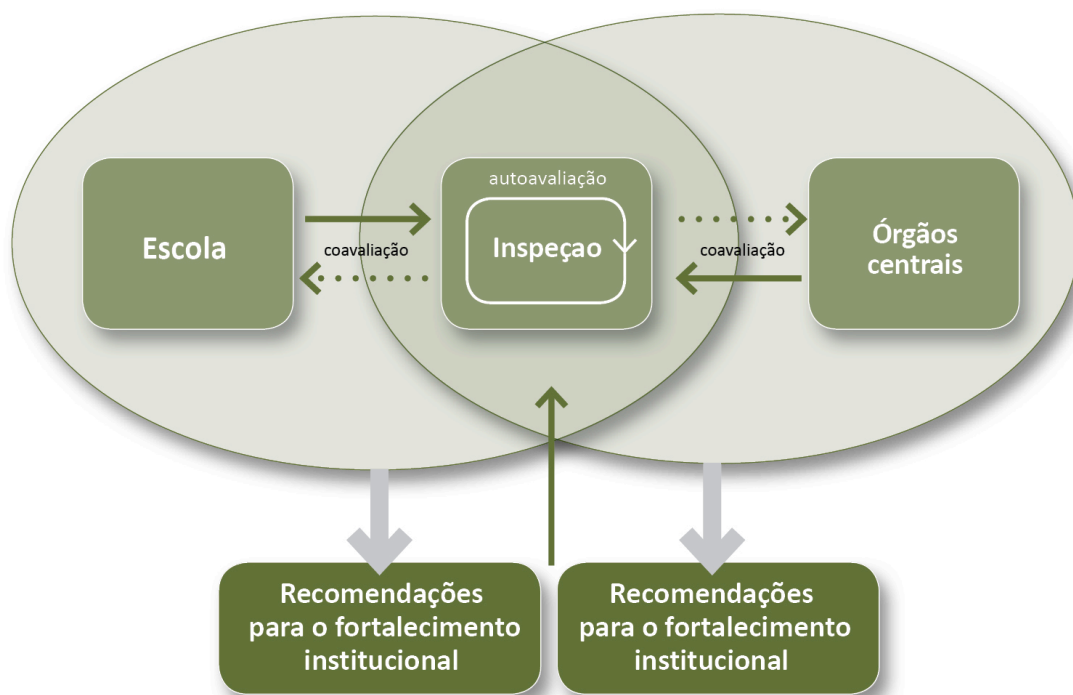 autoavaliação
Escola
coavaliação
Inspeçao
coavaliação
Órgãos
centrais
Recomendações
para o fortalecimento
institucional
Recomendações
para o fortalecimento
institucional